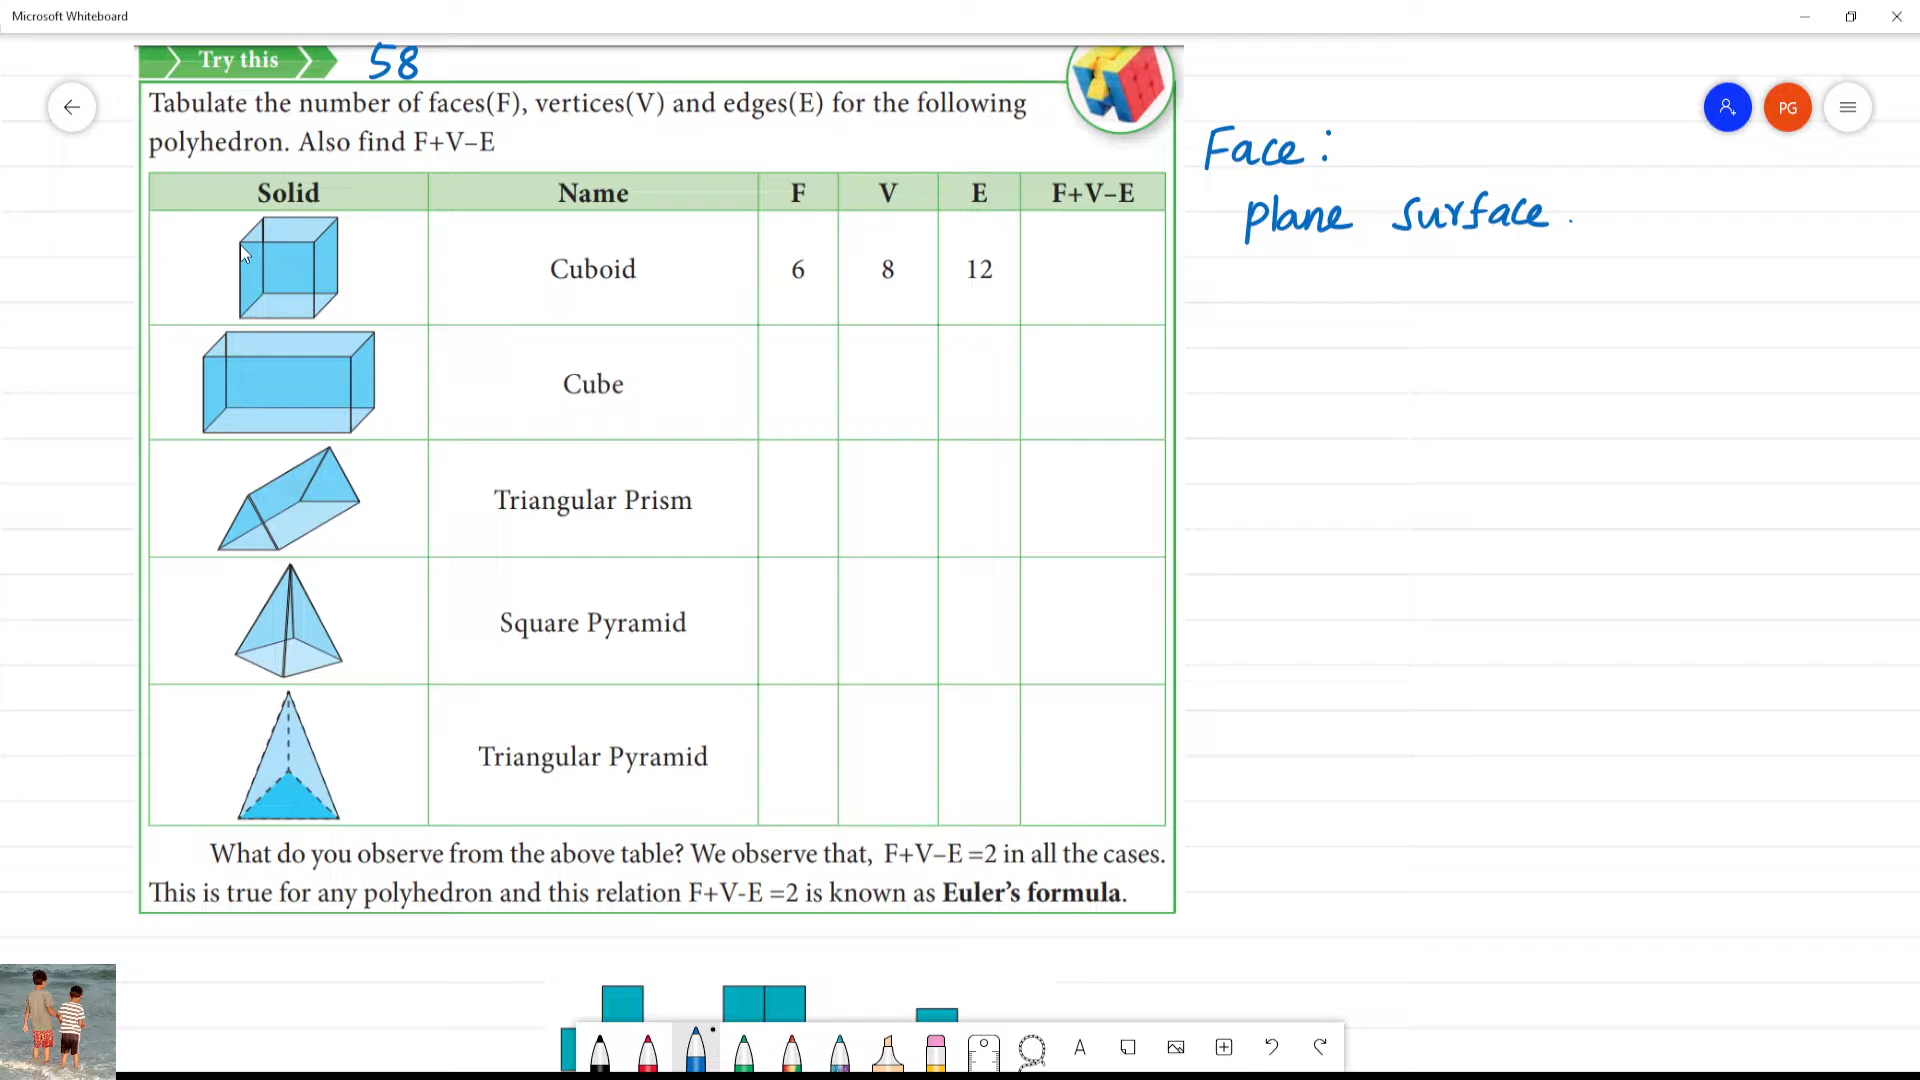 Microsoft Whiteboard
Try this 58
Tabulate the number of faces(F), vertices(V) and edges(E) for the following
polyhedron. Also find F+V–E
Solid Name F V E F+V–E
Cuboid 6 8 12
Cube
Triangular Prism
Square Pyramid
Triangular Pyramid
What do you observe from the above table? We observe that, F+V–E =2 in all the cases.
This is true for any polyhedron and this relation F+V-E =2 is known as Euler’s formula.
Face:
plane surface.
PG
A